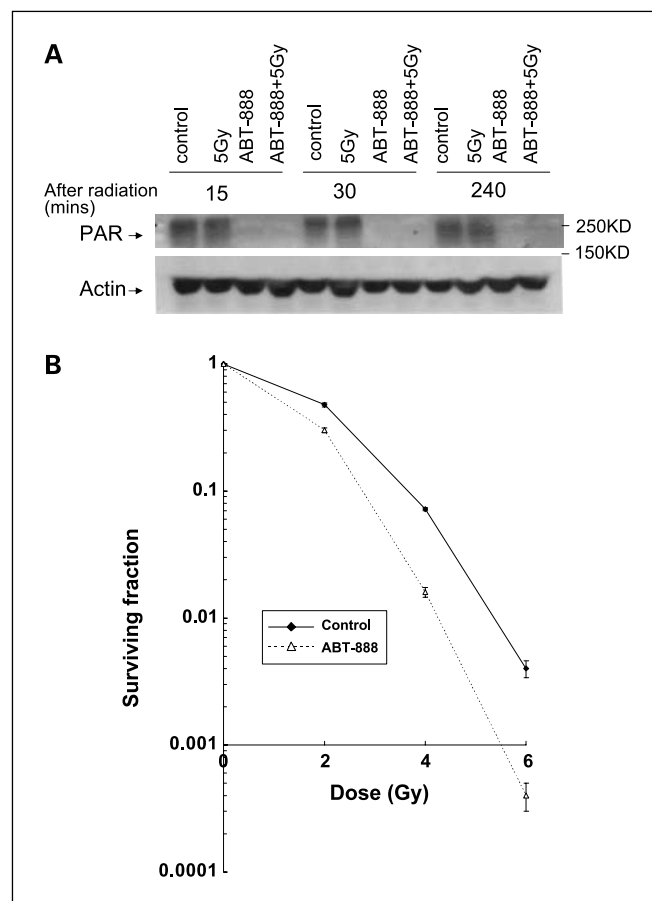 A
control
5Gy
ABT-888
ABT-888+5Gy
control
5Gy
ABT-888
ABT-888+5Gy
control
5Gy
ABT-888
ABT-888+5Gy
After radiation
(mins)
15
30
240
PAR
250KD
150KD
Actin
B
1
0.1
0.01
0.001
0.0001
Surviving fraction
Control
ABT-888
0
2
4
6
Dose (Gy)